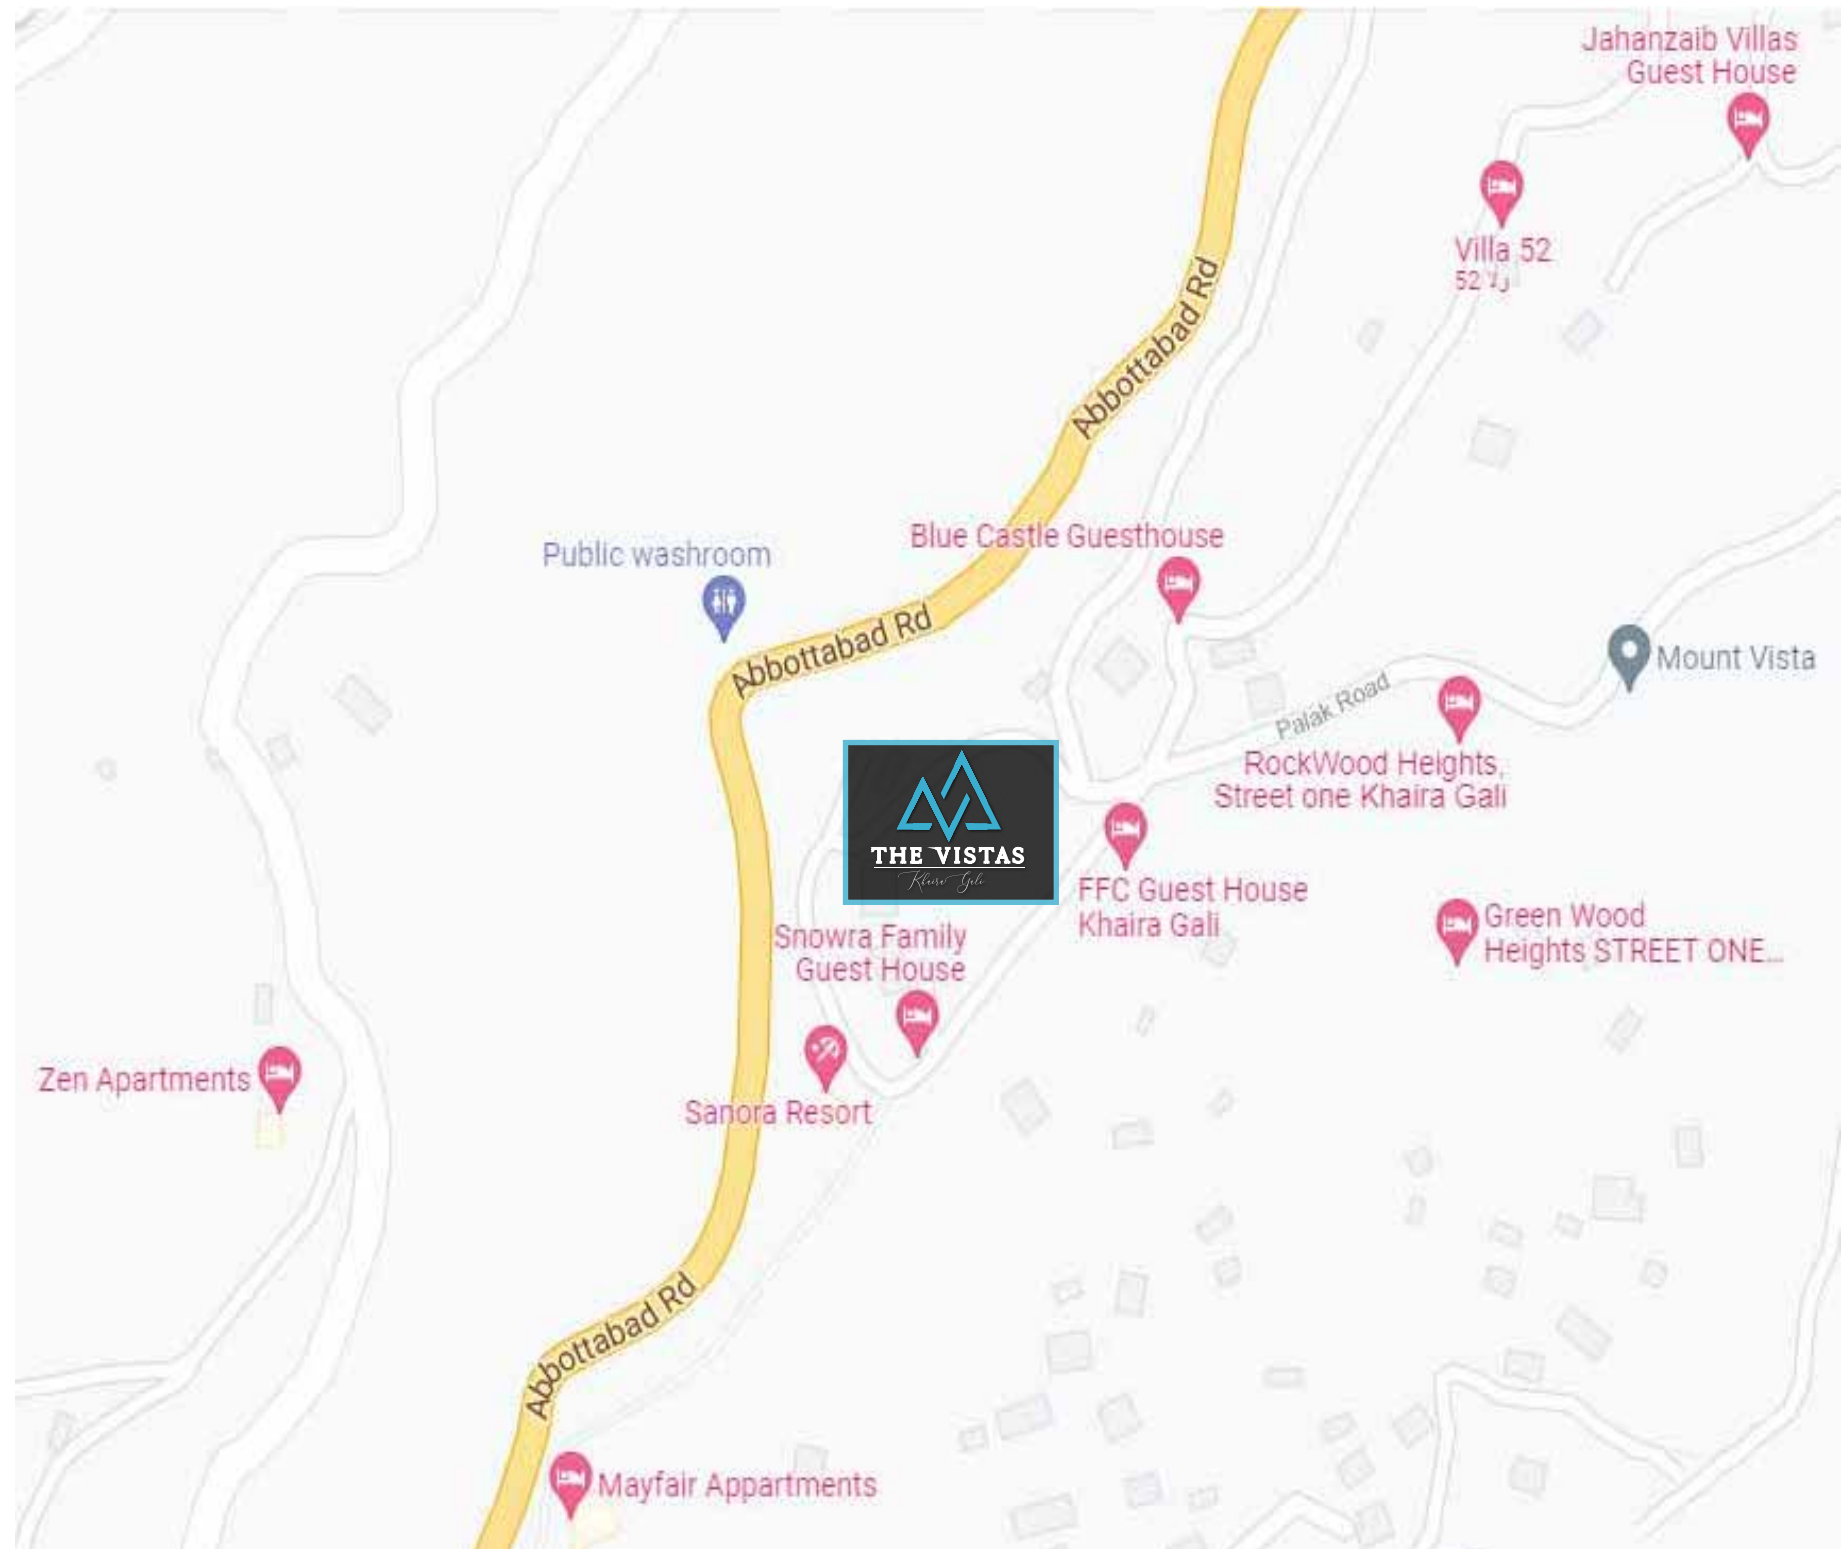 Jahanzaib Villas
Guest House
Villa 52
Abbottabad Rd
Abbottabad Rd
Blue Castle Guesthouse
Public washroom
Mount Vista
Palak Road
RockWood Heights,
Street one Khaira Gali
THE VISTAS
Khaira Gali
FFC Guest House
Khaira Gali
Green Wood
Heights STREET ONE...
Snowra Family
Guest House
Zen Apartments
Sanora Resort
Abbottabad Rd
Mayfair Appartments